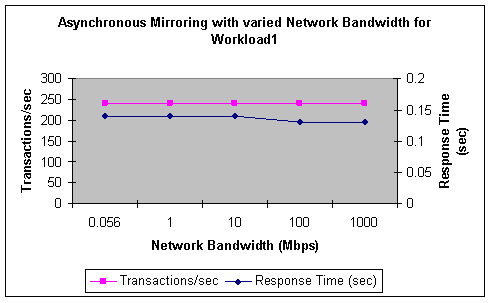 Asynchronous Mirroring with varied Network Bandwidth for
Workload1
Transactions/sec
300
250
200
150
100
50
0
0.2
0.15
0.1
0.05
0
Response Time
(sec)
0.056 1 10 100 1000
Network Bandwidth (Mbps)
Transactions/sec Response Time (sec)